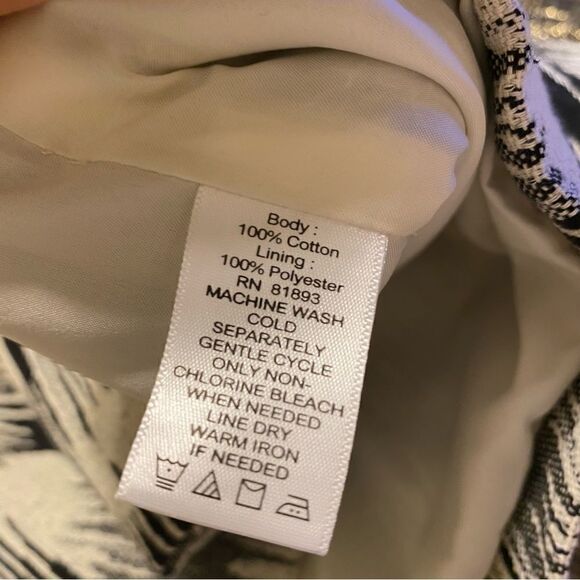 Body :
100% Cotton
Lining :
100% Polyester
RN 81893
MACHINE WASH
COLD
SEPARATELY
GENTLE CYCLE
ONLY NON-
CHLORINE BLEACH
WHEN NEEDED
LINE DRY
WARM IRON
IF NEEDED